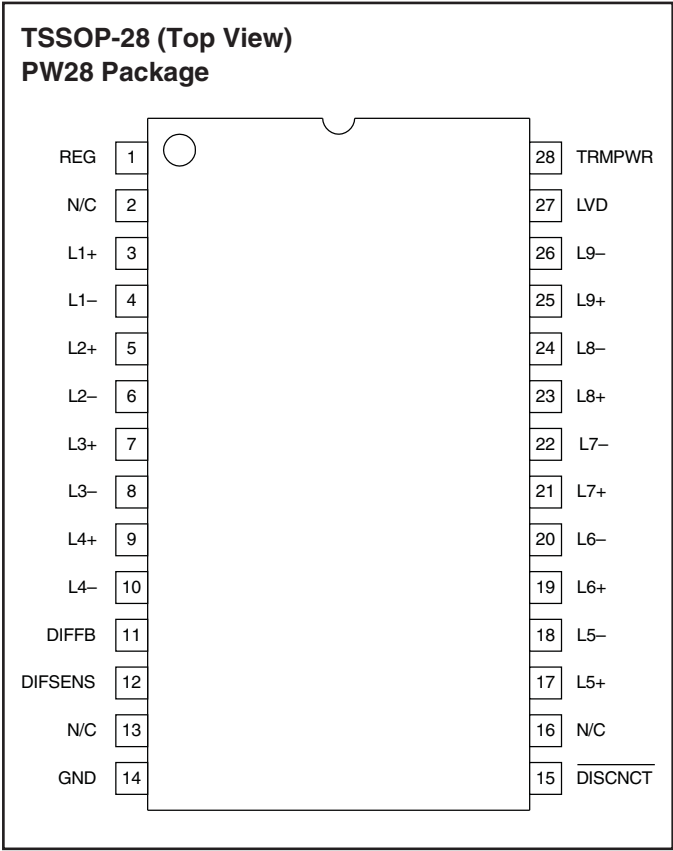 TSSOP-28 (Top View)
PW28 Package
REG 1
28 TRMPWR
N/C 2
27 LVD
L1+ 3
26 L9–
L1– 4
25 L9+
L2+ 5
24 L8–
L2– 6
23 L8+
L3+ 7
22 L7–
L3– 8
21 L7+
L4+ 9
20 L6–
L4– 10
19 L6+
DIFFB 11
18 L5–
DIFSENS 12
17 L5+
N/C 13
16 N/C
GND 14
15 DISCNCT